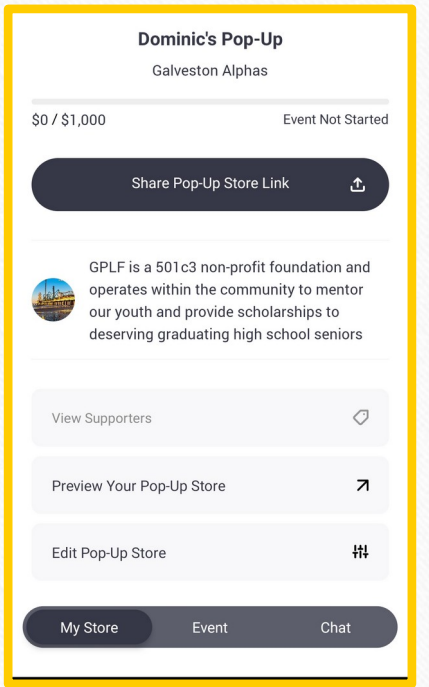 Dominic's Pop-Up
Galveston Alphas
$0 / $1,000
Event Not Started
Share Pop-Up Store Link
GPLF is a 501c3 non-profit foundation and
operates within the community to mentor
our youth and provide scholarships to
deserving graduating high school seniors
View Supporters
Preview Your Pop-Up Store
Edit Pop-Up Store
My Store
Event
Chat